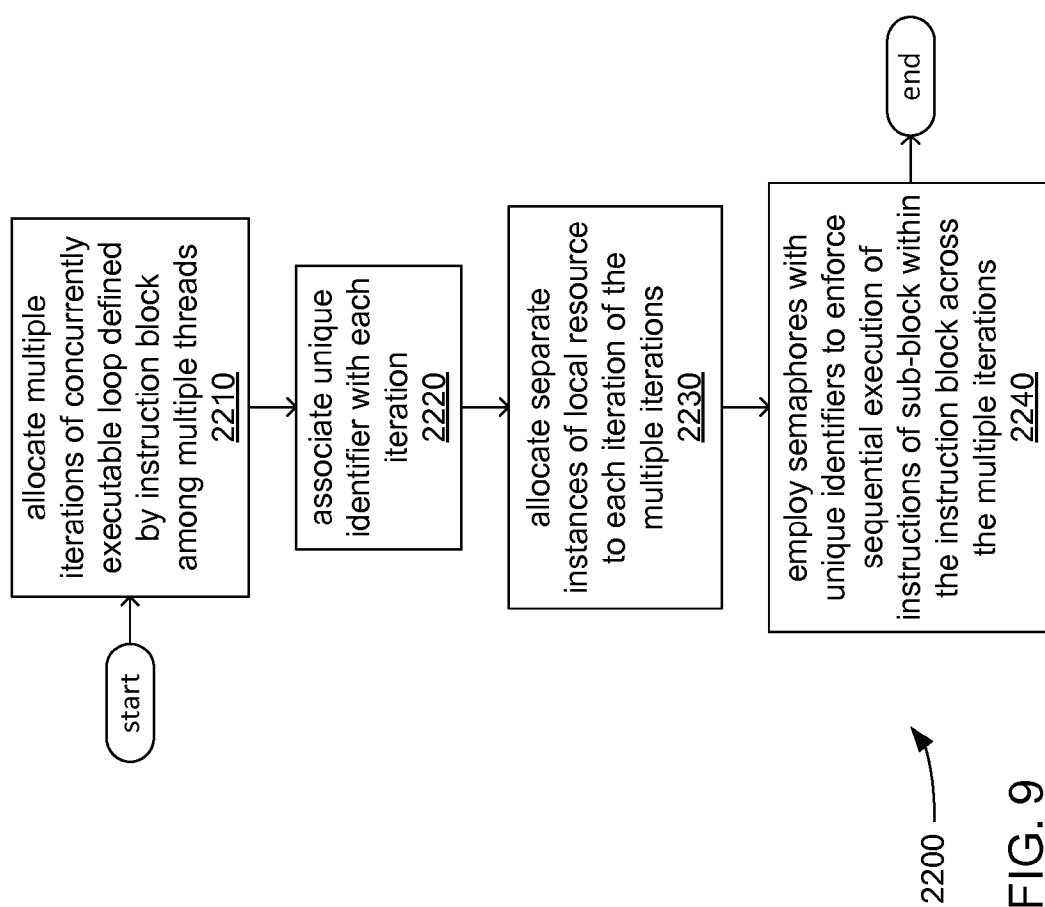 start
allocate multiple
iterations of concurrently
executable loop defined
by instruction block
among multiple threads
2210
associate unique
identifier with each
iteration
2220
allocate separate
instances of local resource
to each iteration of the
multiple iterations
2230
employ semaphores with
unique identifiers to enforce
sequential execution of
instructions of sub-block within
the instruction block across
the multiple iterations
2240
end
2200
FIG. 9